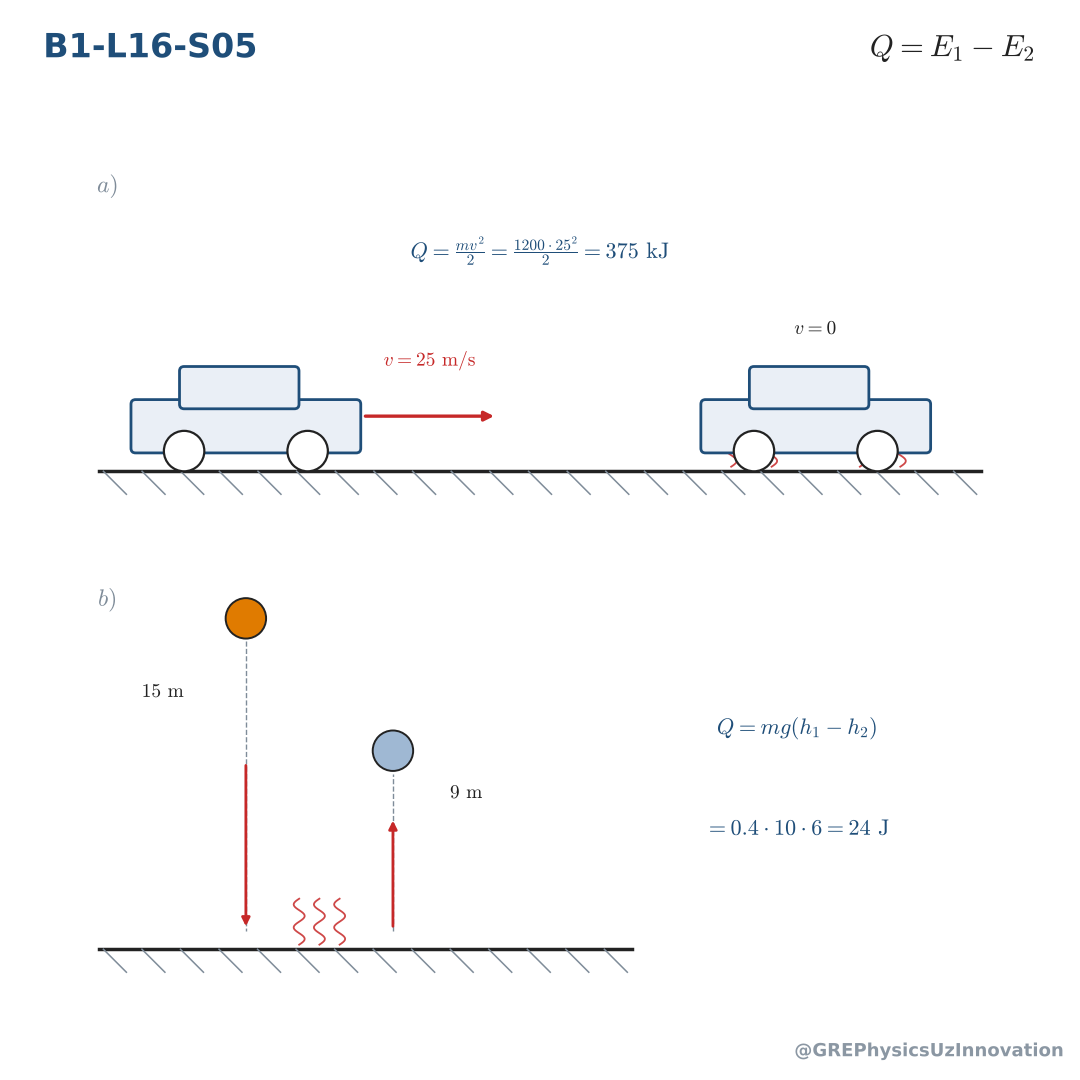 B1-L16-S05
Q = E₁ − E₂
a)
Q = mv²/2 = 1200·25²/2 = 375 kJ
v = 0
v = 25 m/s
b)
15 m
Q = mg(h₁ − h₂)
9 m
= 0.4 · 10 · 6 = 24 J
@GREPhysicsUzInnovation